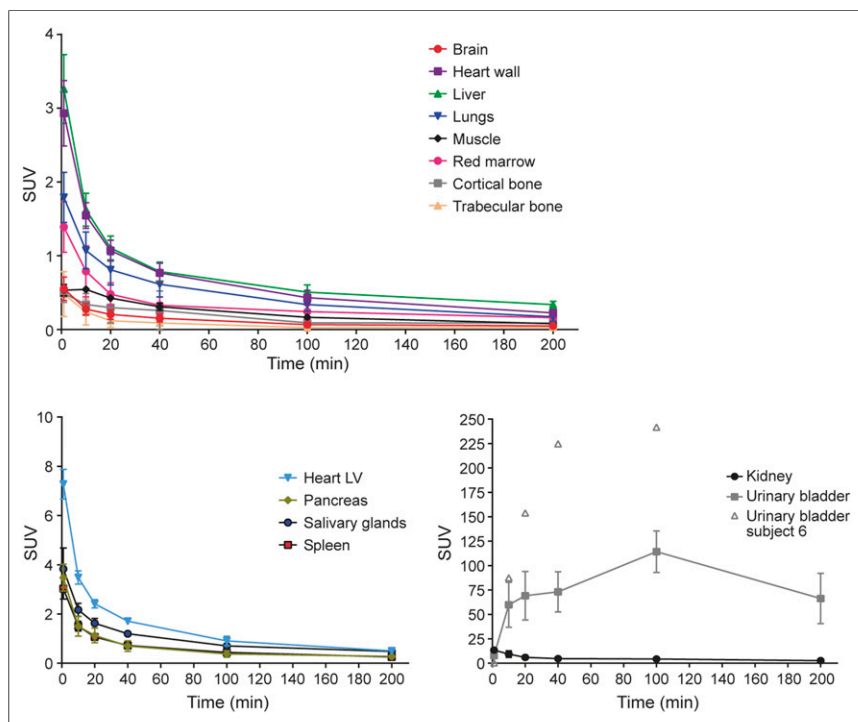 4
3
2
1
0
SUV
0 20 40 60 80 100 120 140 160 180 200
Time (min)
Brain
Heart wall
Liver
Lungs
Muscle
Red marrow
Cortical bone
Trabecular bone
10
8
6
4
2
0
SUV
0 20 40 60 80 100 120 140 160 180 200
Time (min)
Heart LV
Pancreas
Salivary glands
Spleen
250
225
200
175
150
125
100
75
50
25
0
SUV
0 20 40 60 80 100 120 140 160 180 200
Time (min)
Kidney
Urinary bladder
Urinary bladder
subject 6